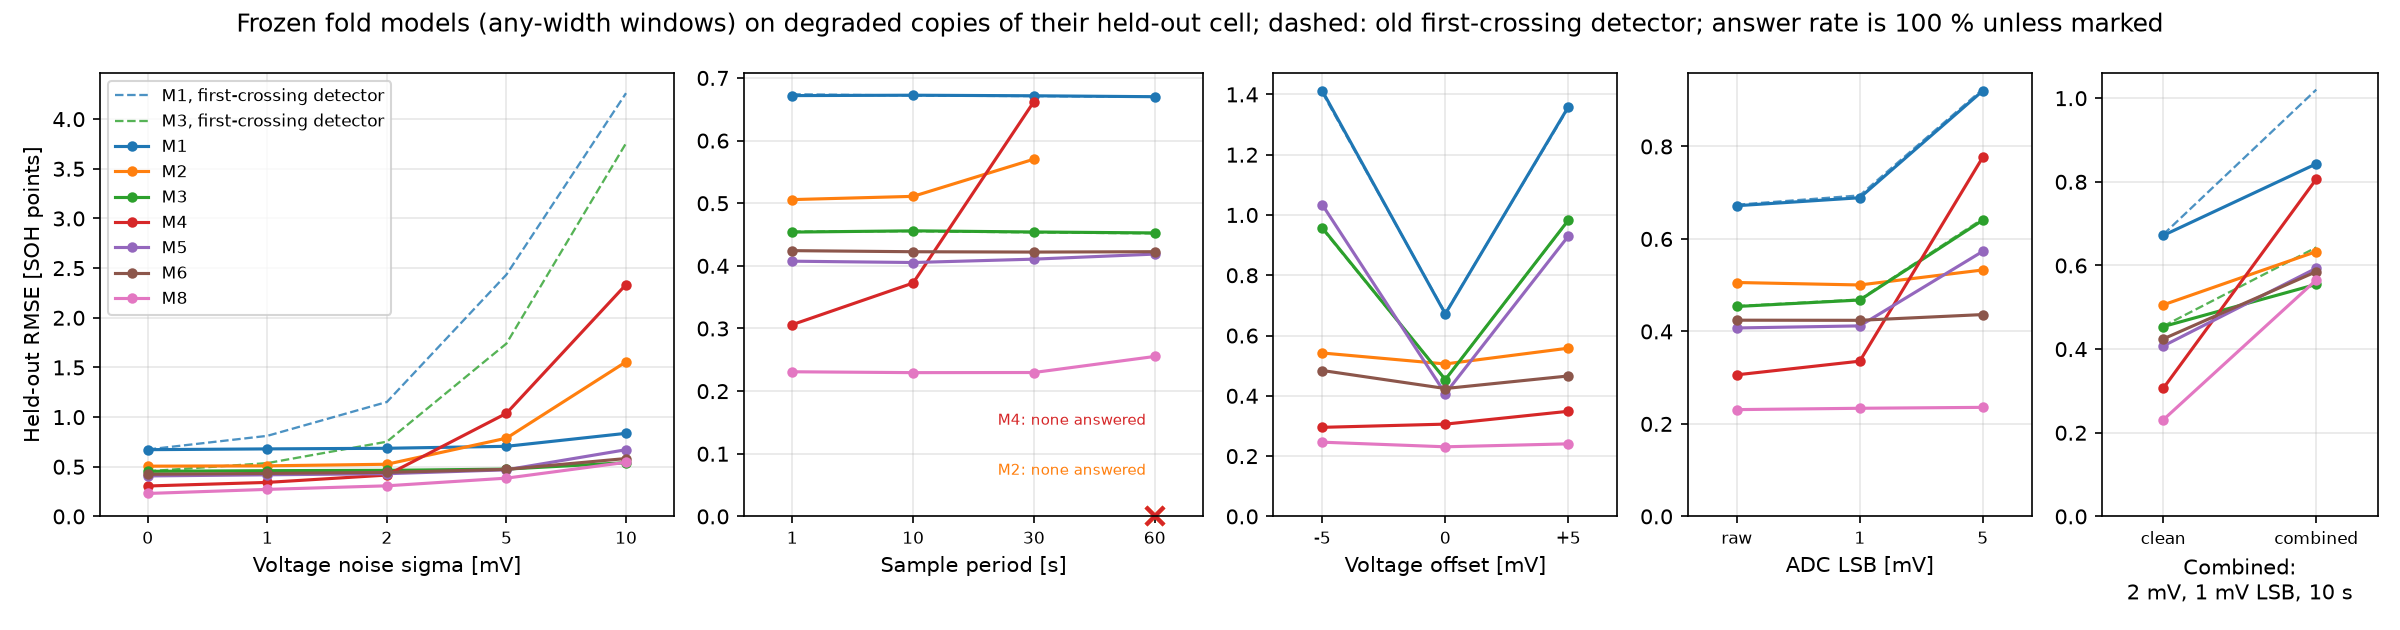 Frozen fold models (any-width windows) on degraded copies of their held-out cell; dashed: old first-crossing detector; answer rate is 100 % unless marked
Held-out RMSE [SOH points]
4.0
3.5
3.0
2.5
2.0
1.5
1.0
0.5
0.0
M1, first-crossing detector
M3, first-crossing detector
M1
M2
M3
M4
M5
M6
M8
0
1
2
5
10
Voltage noise sigma [mV]
0.7
0.6
0.5
0.4
0.3
0.2
0.1
0.0
M4: none answered
M2: none answered
1
10
30
60
Sample period [s]
1.4
1.2
1.0
0.8
0.6
0.4
0.2
0.0
-5
0
+5
Voltage offset [mV]
0.8
0.6
0.4
0.2
0.0
raw
1
5
ADC LSB [mV]
1.0
0.8
0.6
0.4
0.2
0.0
clean
combined
Combined:
2 mV, 1 mV LSB, 10 s